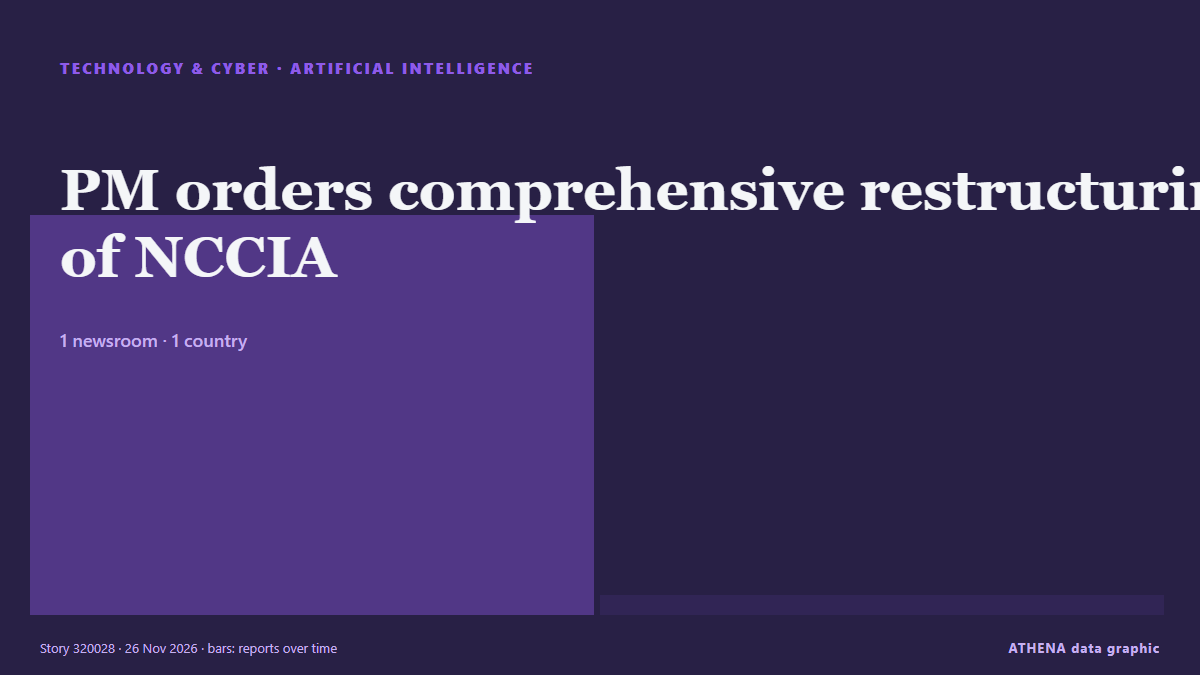 TECHNOLOGY & CYBER · ARTIFICIAL INTELLIGENCE
PM orders comprehensive restructurin
of NCCIA
1 newsroom · 1 country
Story 320028 · 26 Nov 2026 · bars: reports over time
ATHENA data graphic